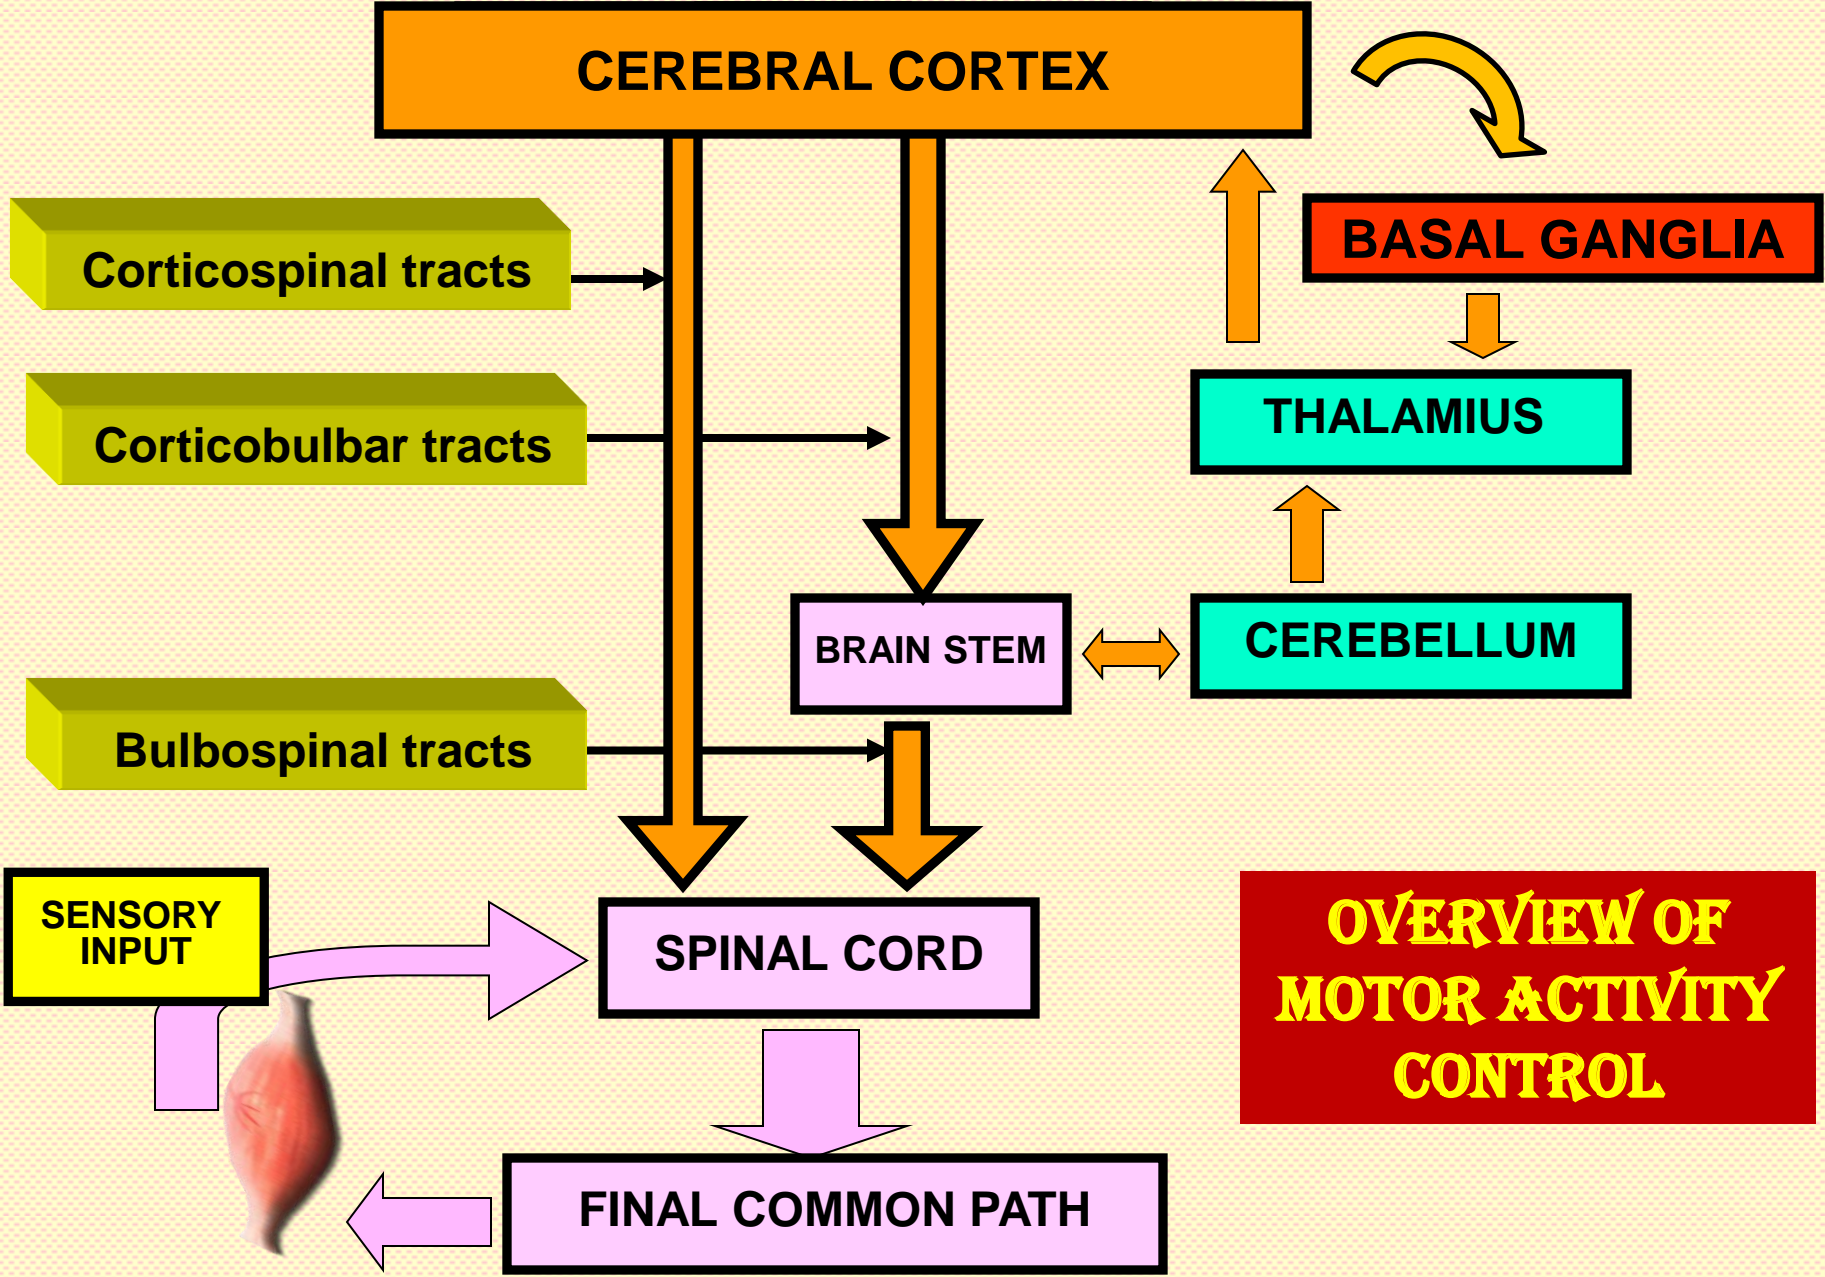 CEREBRAL CORTEX
BASAL GANGLIA
Corticospinal tracts
THALAMIUS
Corticobulbar tracts
BRAIN STEM
CEREBELLUM
Bulbospinal tracts
SENSORY
INPUT
SPINAL CORD
OVERVIEW OF
MOTOR ACTIVITY
CONTROL
FINAL COMMON PATH